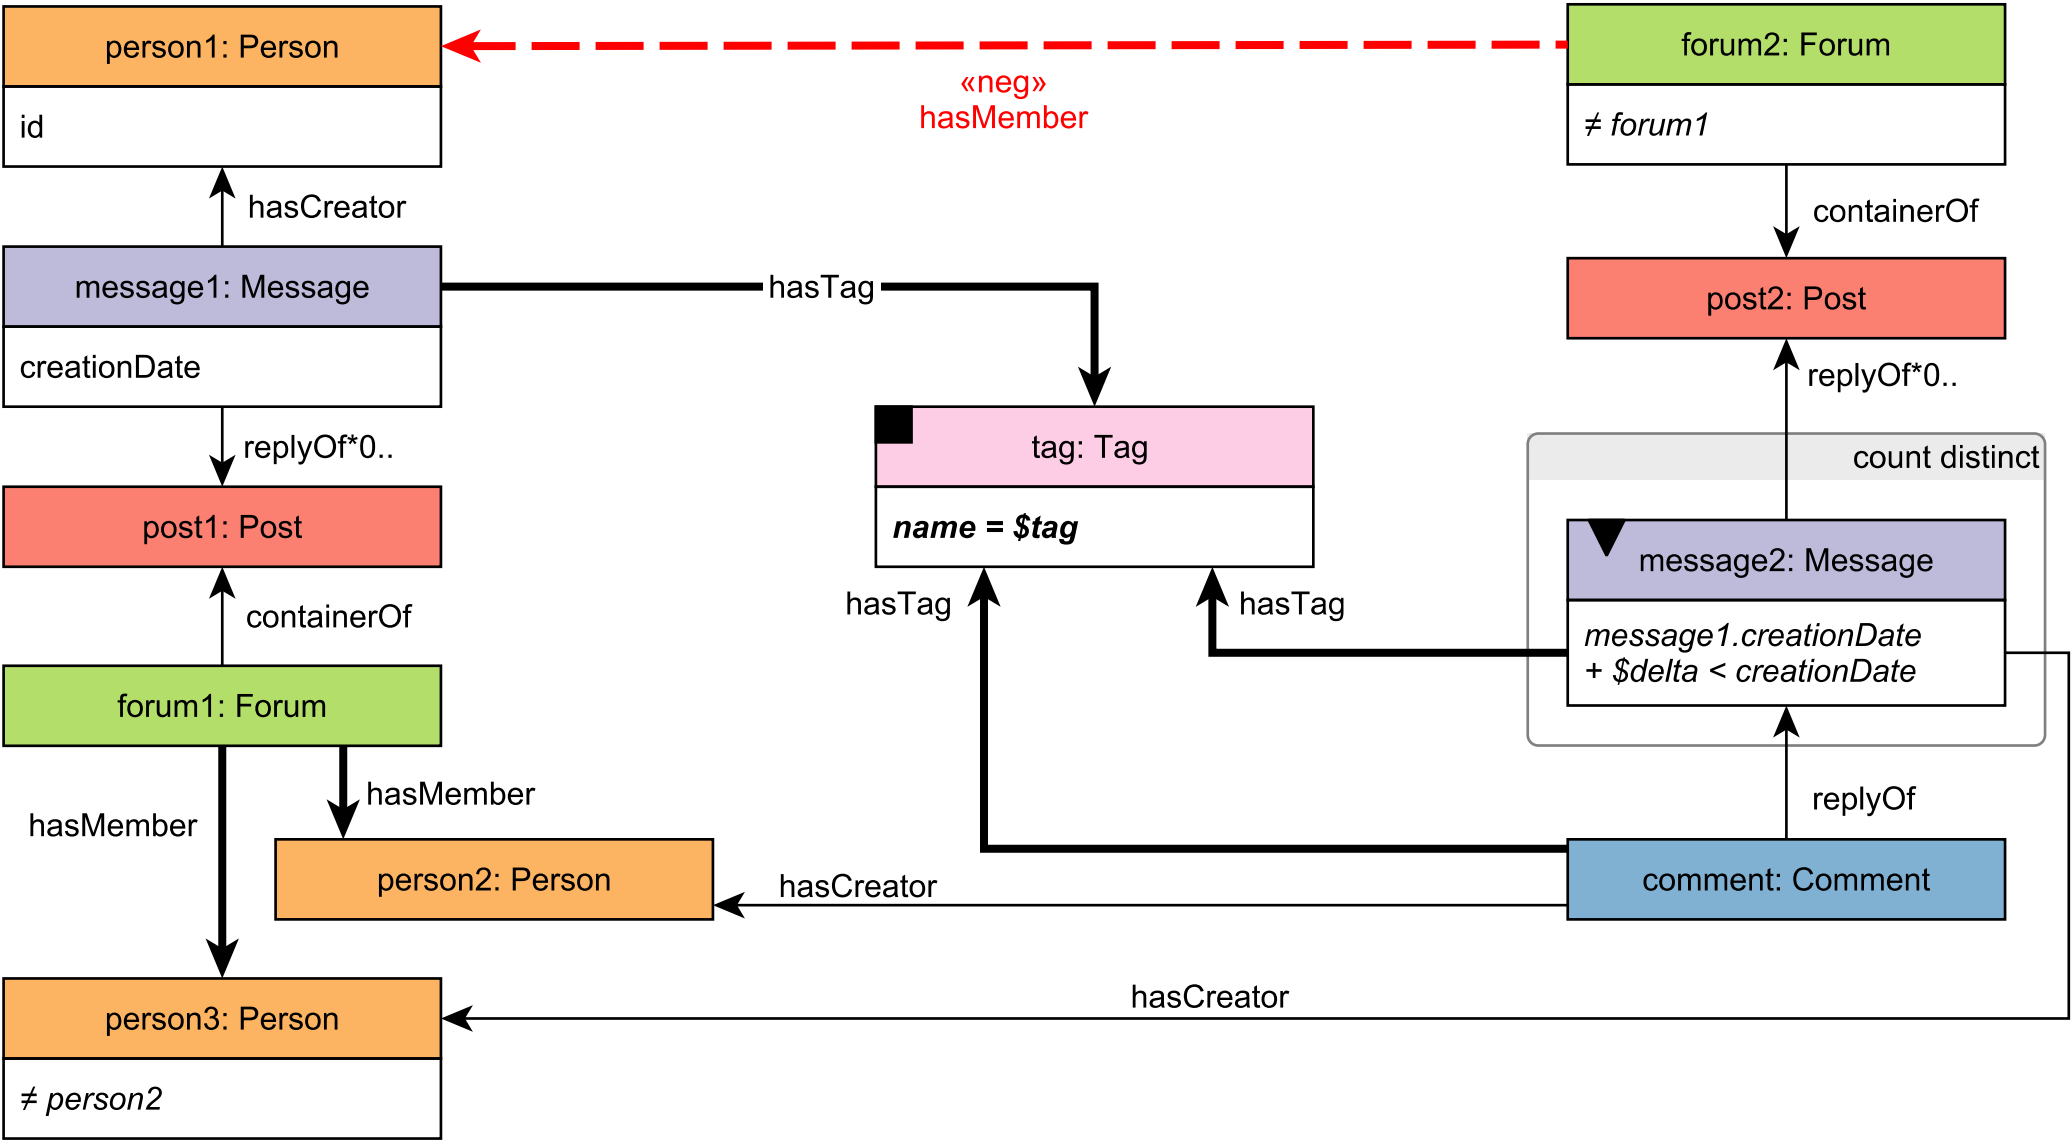 person1: Person
id
«neg»
hasMember
forum2: Forum
≠ forum1
hasCreator
containerOf
message1: Message
creationDate
hasTag
post2: Post
replyOf*0..
replyOf*0..
tag: Tag
name = $tag
count distinct
post1: Post
message2: Message
message1.creationDate
+ $delta < creationDate
hasTag
hasTag
containerOf
forum1: Forum
hasMember
hasMember
replyOf
person2: Person
hasCreator
comment: Comment
hasCreator
person3: Person
≠ person2